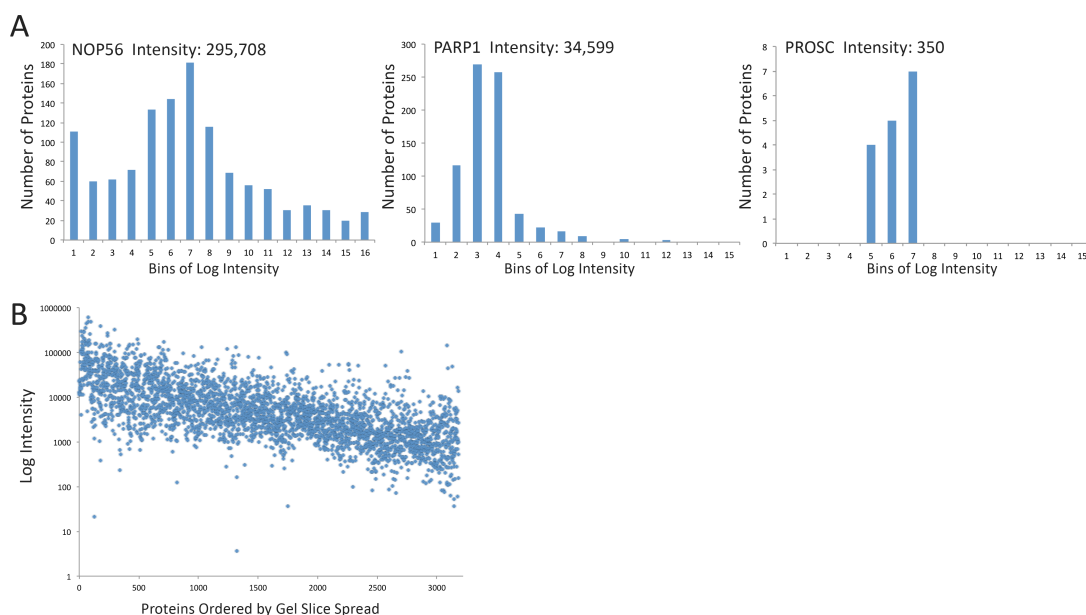 A
NOP56 Intensity: 295,708
Number of Proteins
200
180
160
140
120
100
80
60
40
20
0
1 2 3 4 5 6 7 8 9 10 11 12 13 14 15 16
Bins of Log Intensity
PARP1 Intensity: 34,599
Number of Proteins
300
250
200
150
100
50
0
1 2 3 4 5 6 7 8 9 10 11 12 13 14 15
Bins of Log Intensity
PROSC Intensity: 350
Number of Proteins
8
7
6
5
4
3
2
1
0
1 2 3 4 5 6 7 8 9 10 11 12 13 14 15
Bins of Log Intensity
B
Log Intensity
1000000
100000
10000
1000
100
10
1
0 500 1000 1500 2000 2500 3000
Proteins Ordered by Gel Slice Spread